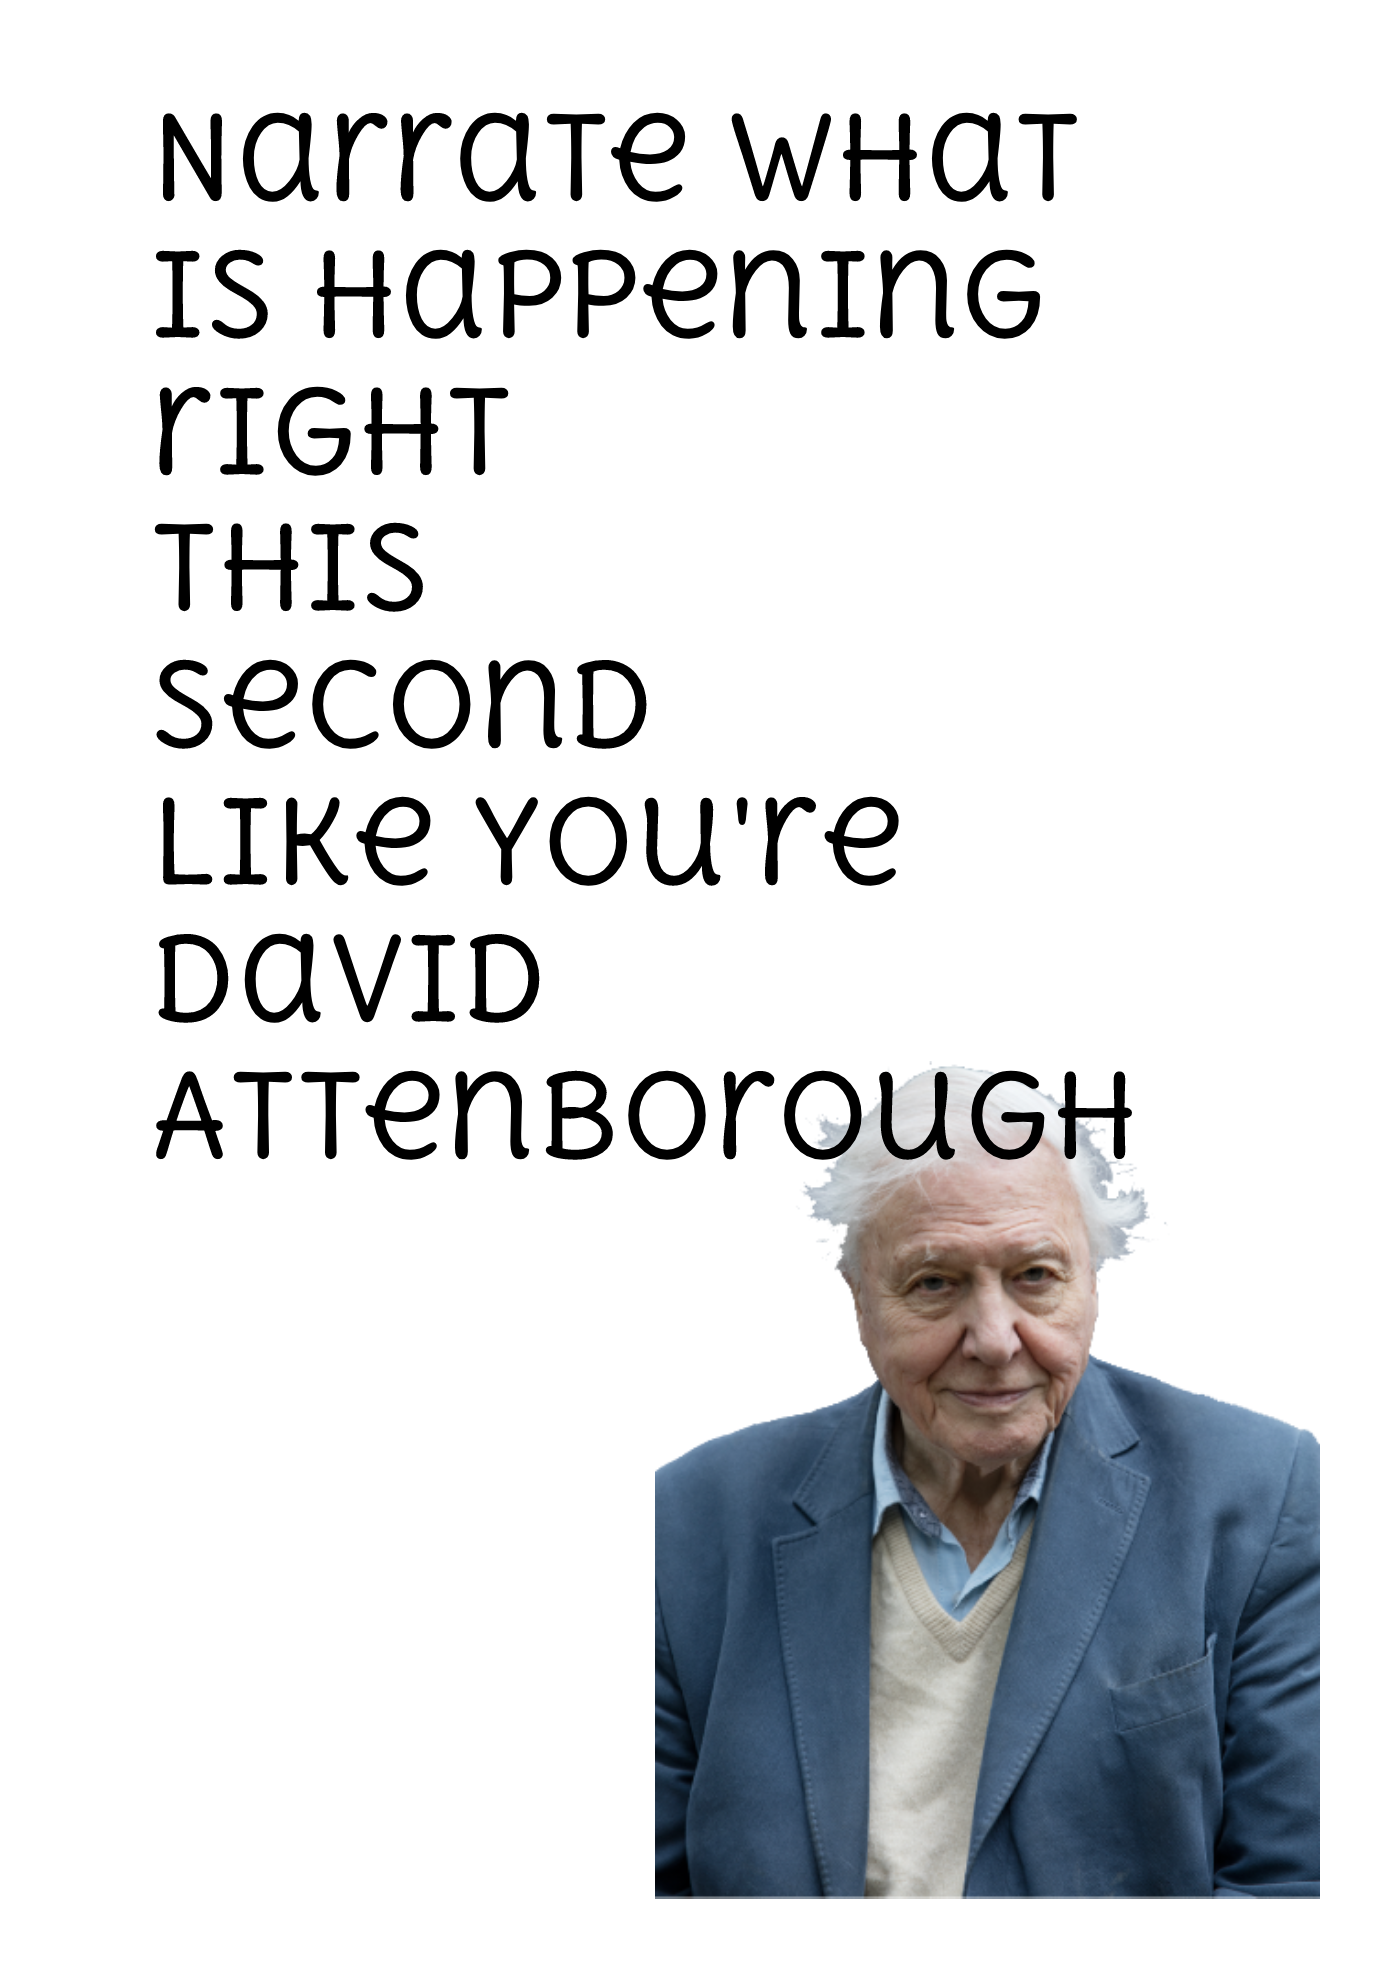 Narrate what
is happening
right
this
second
like you're
David
Attenborough